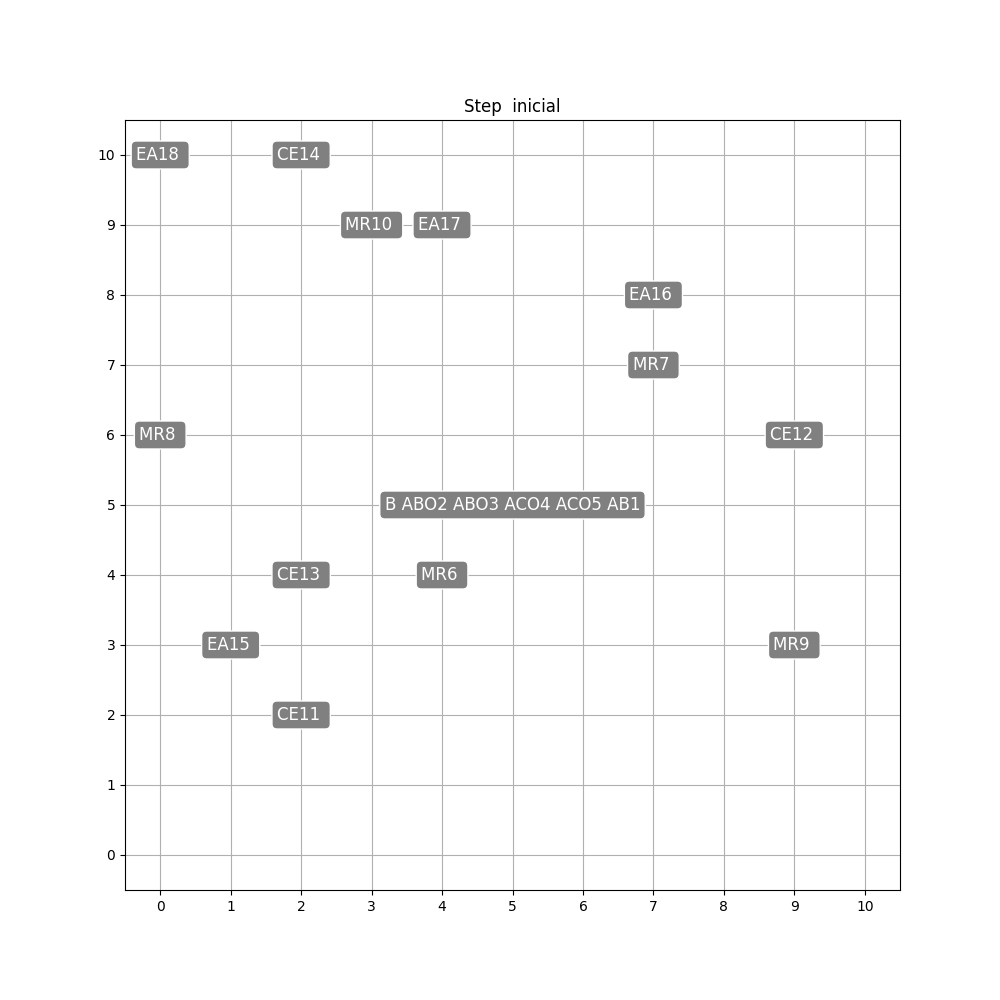 Step inicial
10 EA18 CE14
9 MR10 EA17
8 EA16
7 MR7
6 MR8 CE12
5 B ABO2 ABO3 ACO4 ACO5 AB1
4 CE13 MR6
3 EA15 MR9
2 CE11
1
0
0 1 2 3 4 5 6 7 8 9 10